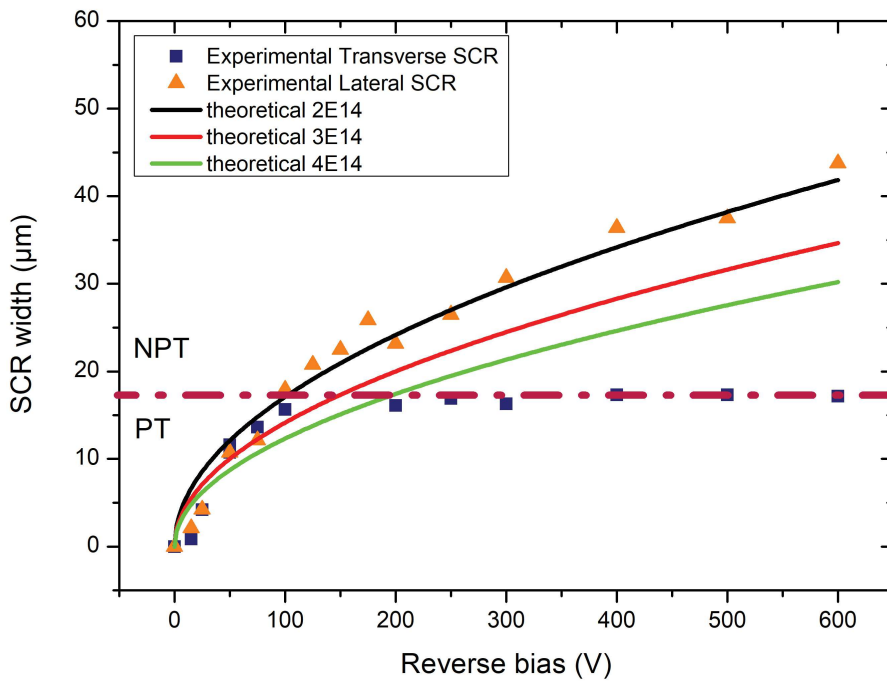 60
50
40
30
20
10
0
SCR width (μm)
Experimental Transverse SCR
Experimental Lateral SCR
theoretical 2E14
theoretical 3E14
theoretical 4E14
NPT
PT
0 100 200 300 400 500 600
Reverse bias (V)